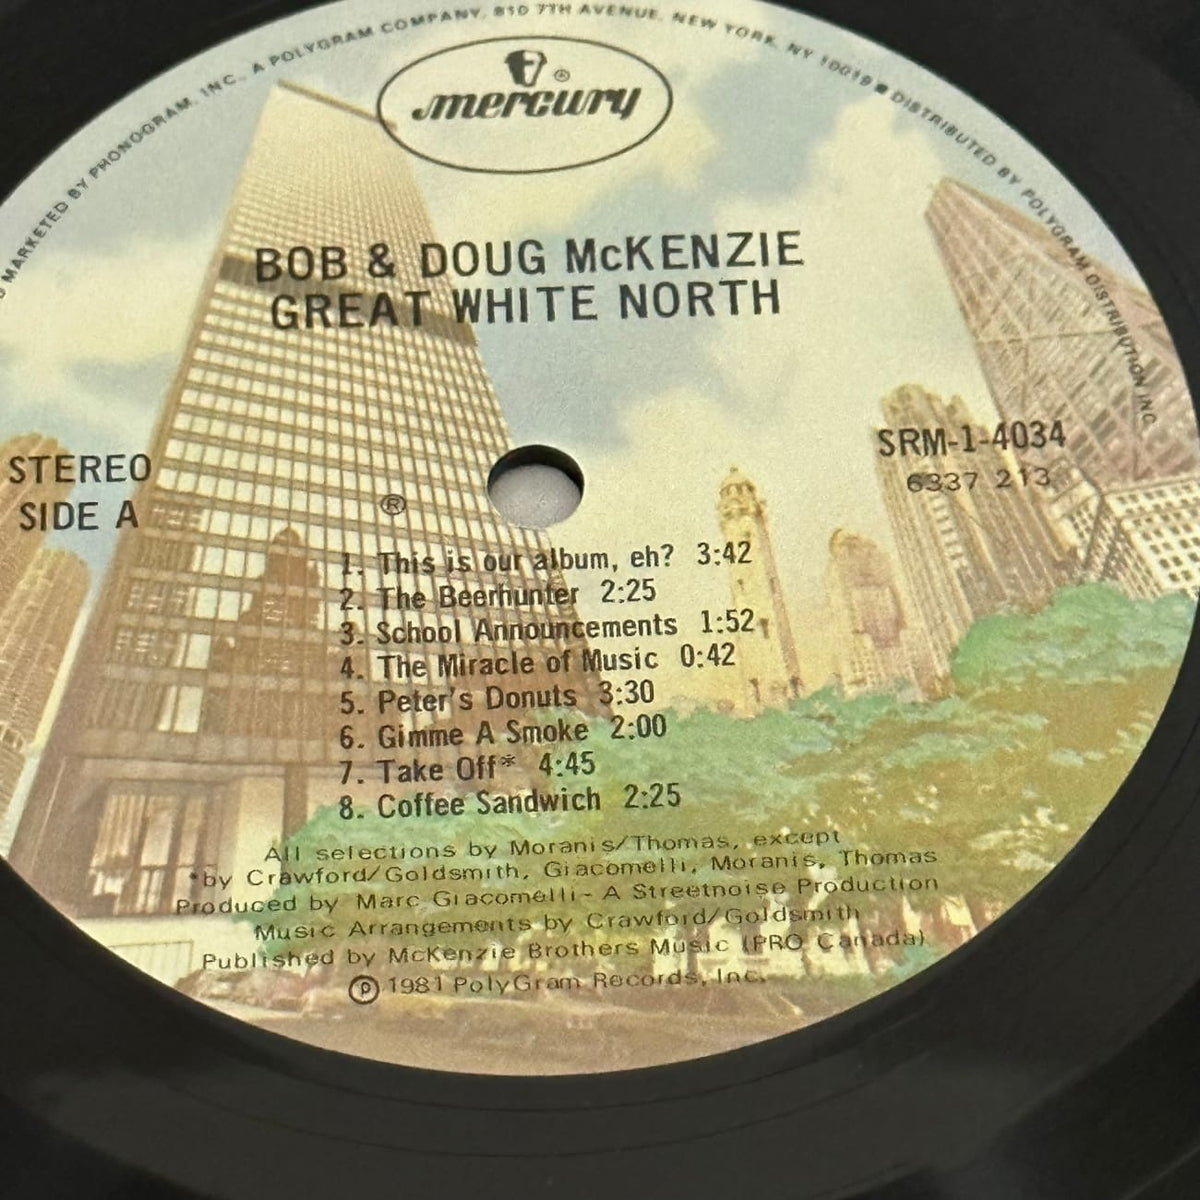 MARKETED BY PHONOGRAM, INC., A POLYGRAM COMPANY, 810 7TH AVENUE, NEW YORK, NY 10019 ● DISTRIBUTED BY POLYGRAM DISTRIBUTION INC.
®
mercury
BOB & DOUG McKENZIE
GREAT WHITE NORTH
STEREO
SIDE A
SRM-1-4034
6337 213
®
1. This is our album, eh? 3:42
2. The Beerhunter 2:25
3. School Announcements 1:52
4. The Miracle of Music 0:42
5. Peter's Donuts 3:30
6. Gimme A Smoke 2:00
7. Take Off* 4:45
8. Coffee Sandwich 2:25
All selections by Moranis/Thomas, except
*by Crawford/Goldsmith, Giacomelli, Moranis, Thomas
Produced by Marc Giacomelli - A Streetnoise Production
Music Arrangements by Crawford/Goldsmith
Published by McKenzie Brothers Music (PRO Canada)
℗ 1981 PolyGram Records, Inc.